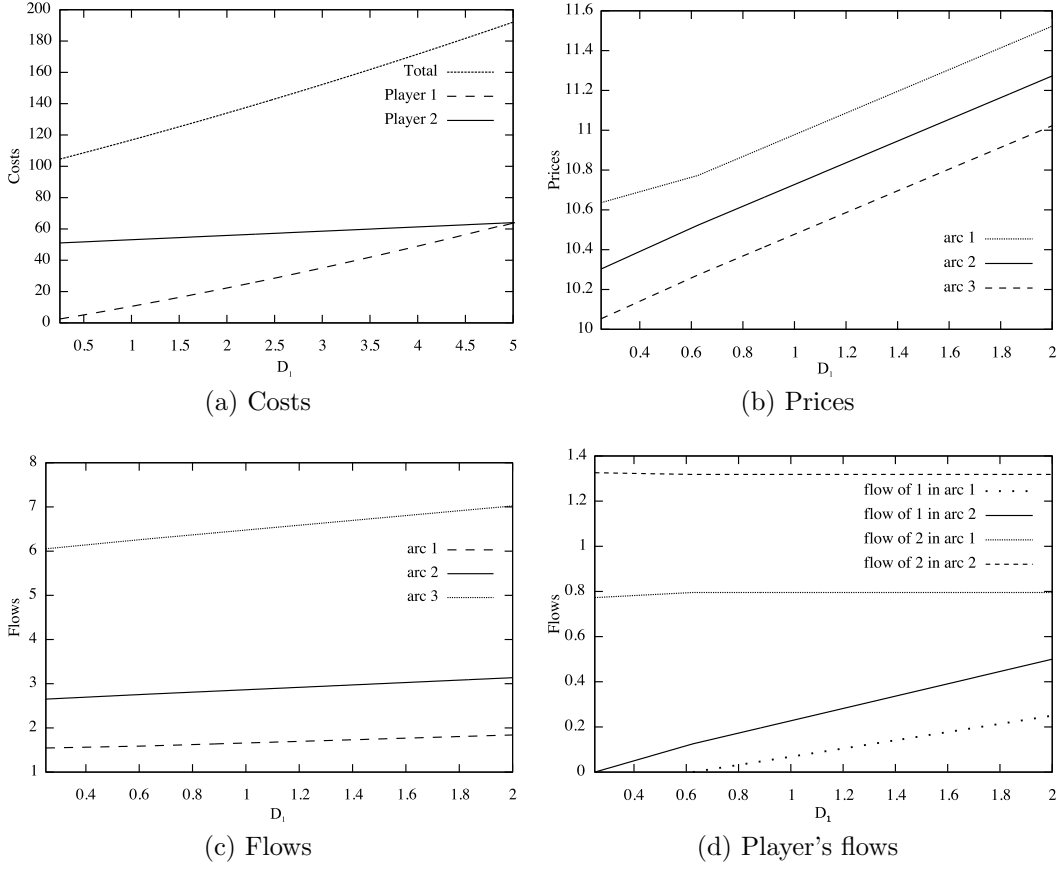 200
180
160
140
120
100
80
60
40
20
0
Costs
Total
Player 1
Player 2
0.5 1 1.5 2 2.5 3 3.5 4 4.5 5
D1
(a) Costs
11.6
11.4
11.2
11
10.8
10.6
10.4
10.2
10
Prices
arc 1
arc 2
arc 3
0.4 0.6 0.8 1 1.2 1.4 1.6 1.8 2
D1
(b) Prices
8
7
6
5
4
3
2
1
Flows
arc 1
arc 2
arc 3
0.4 0.6 0.8 1 1.2 1.4 1.6 1.8 2
D1
(c) Flows
1.4
1.2
1
0.8
0.6
0.4
0.2
0
Flows
flow of 1 in arc 1
flow of 1 in arc 2
flow of 2 in arc 1
flow of 2 in arc 2
0.4 0.6 0.8 1 1.2 1.4 1.6 1.8 2
D1
(d) Player's flows